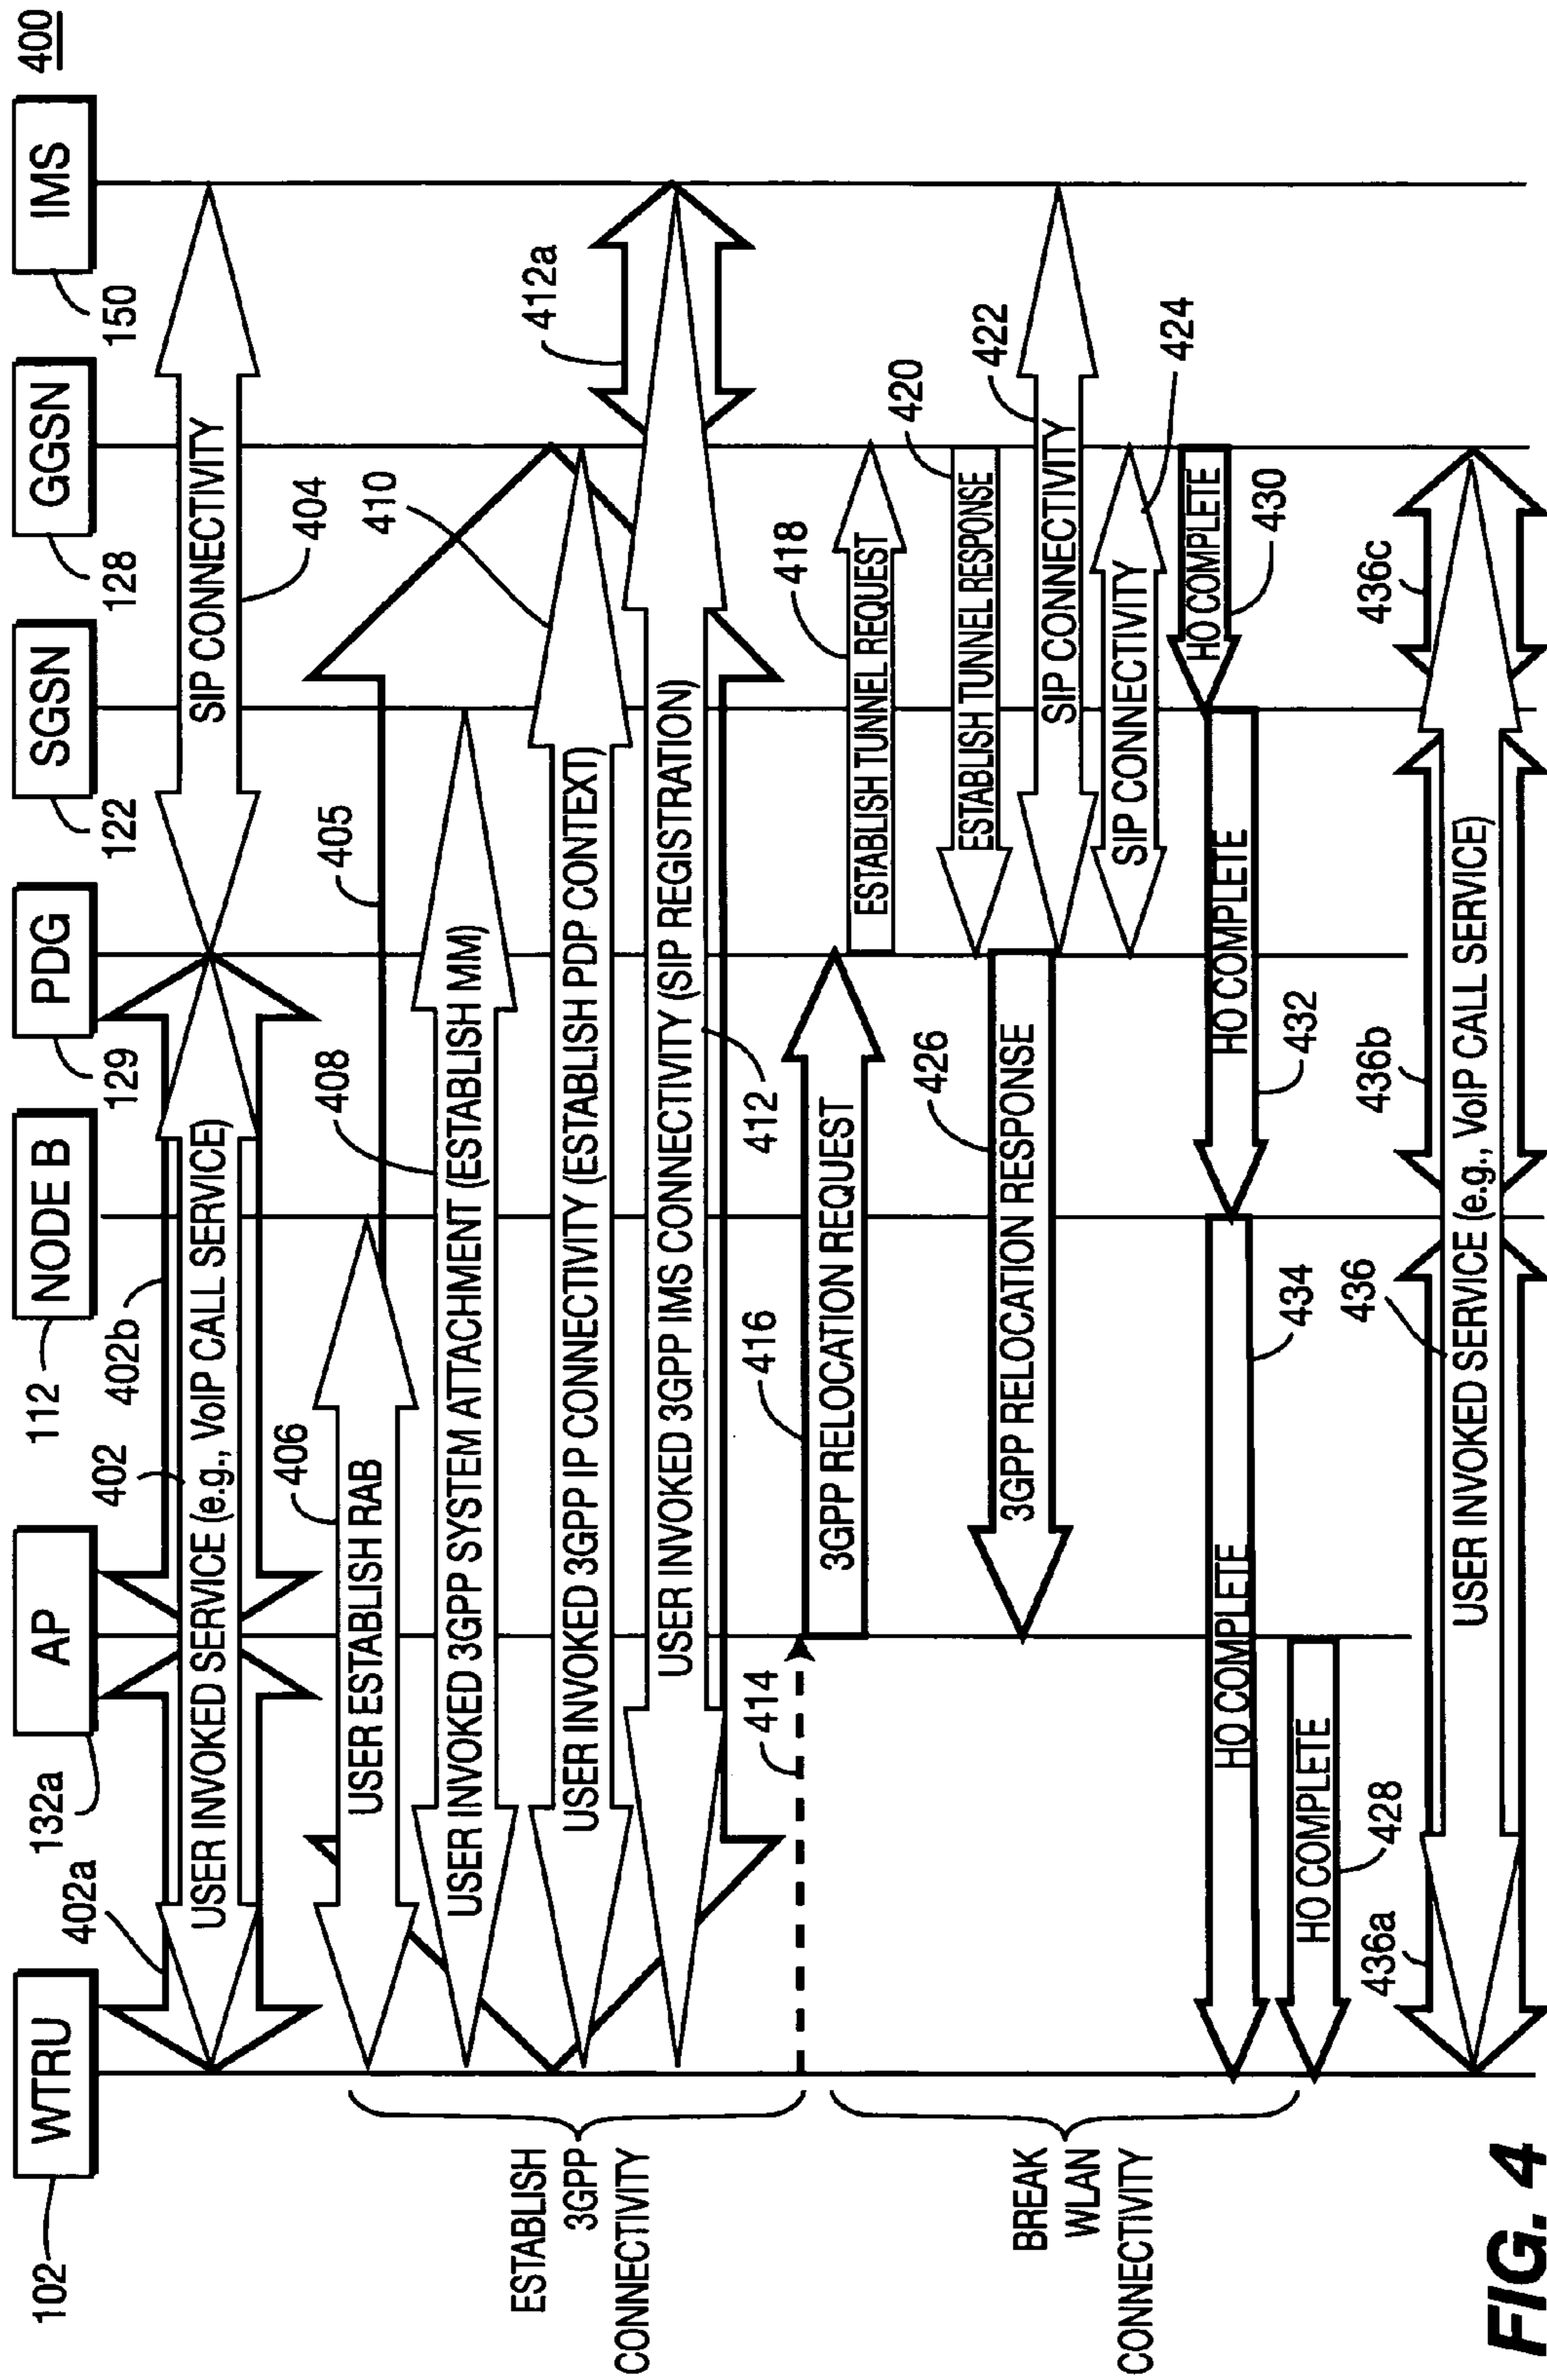 400
WTRU
AP
NODE B
PDG
SGSN
GGSN
IMS
102
132a
112
129
122
128
150
402a
402
402b
USER INVOKED SERVICE (e.g., VoIP CALL SERVICE)
SIP CONNECTIVITY
404
ESTABLISH
3GPP
CONNECTIVITY
406
USER ESTABLISH RAB
405
408
USER INVOKED 3GPP SYSTEM ATTACHMENT (ESTABLISH MM)
410
USER INVOKED 3GPP IP CONNECTIVITY (ESTABLISH PDP CONTEXT)
412a
USER INVOKED 3GPP IMS CONNECTIVITY (SIP REGISTRATION)
412
414
BREAK
WLAN
CONNECTIVITY
416
3GPP RELOCATION REQUEST
418
ESTABLISH TUNNEL REQUEST
420
ESTABLISH TUNNEL RESPONSE
422
SIP CONNECTIVITY
424
SIP CONNECTIVITY
426
3GPP RELOCATION RESPONSE
HO COMPLETE
430
HO COMPLETE
432
HO COMPLETE
434
HO COMPLETE
428
436a
436
436b
436c
USER INVOKED SERVICE (e.g., VoIP CALL SERVICE)
FIG. 4